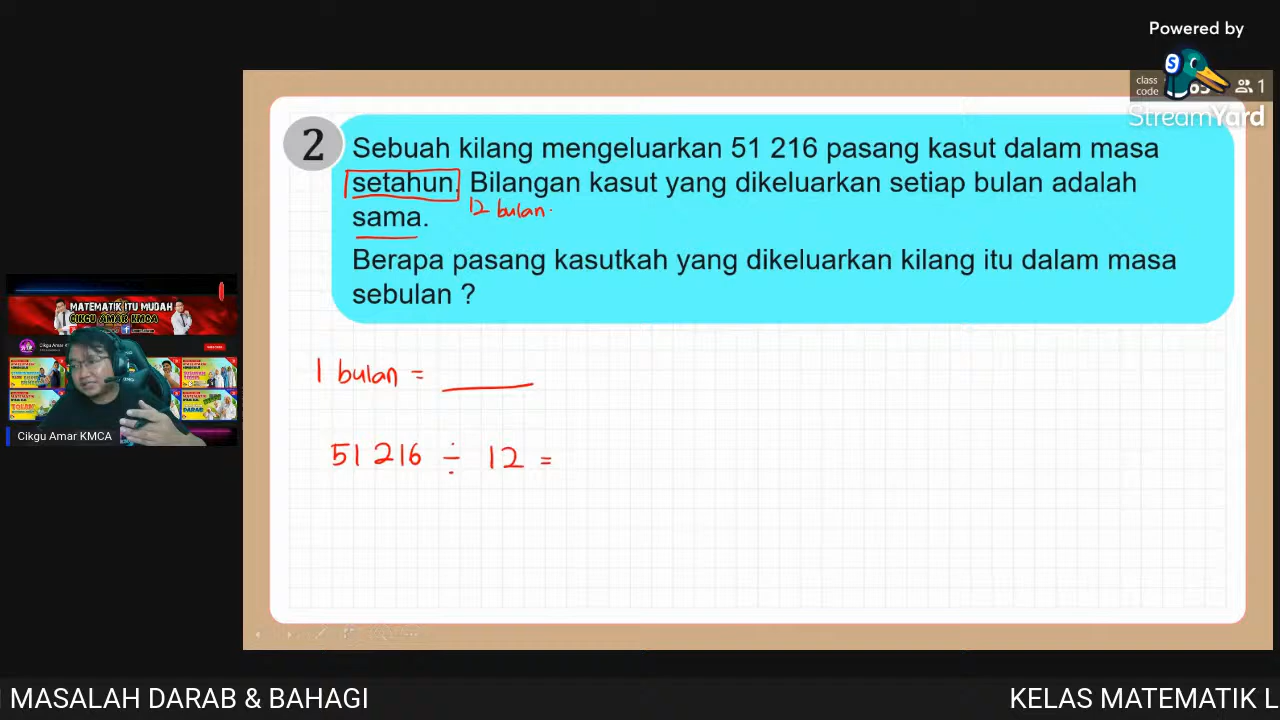 Powered by
class
code
1
StreamYard
2
Sebuah kilang mengeluarkan 51 216 pasang kasut dalam masa
setahun. Bilangan kasut yang dikeluarkan setiap bulan adalah
12 bulan.
sama.
Berapa pasang kasutkah yang dikeluarkan kilang itu dalam masa
sebulan ?
1 bulan = ______
51 216 ÷ 12 =
MATEMATIK ITU MUDAH
CIKGU AMAR KMCA
Cikgu Amar KMCA
MASALAH DARAB & BAHAGI
KELAS MATEMATIK L